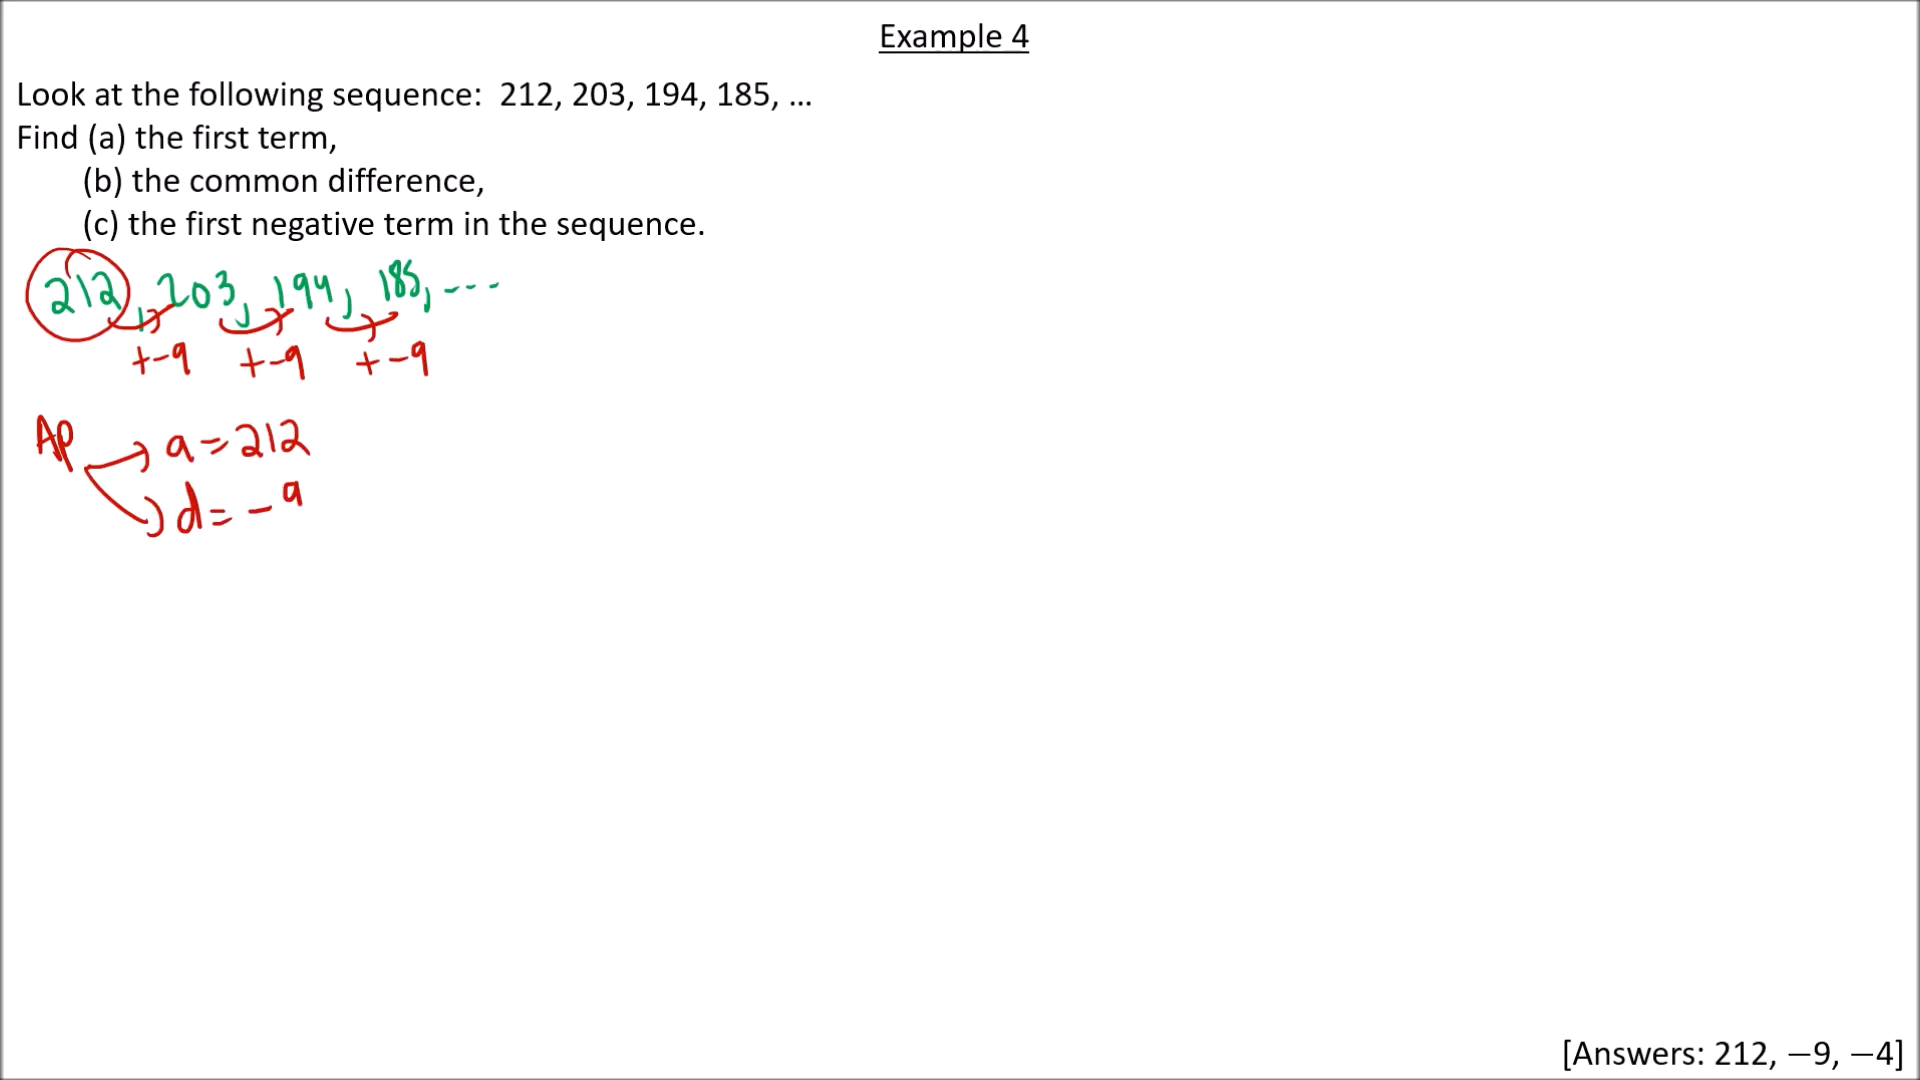 Example 4
Look at the following sequence:  212, 203, 194, 185, ...
Find (a) the first term,
(b) the common difference,
(c) the first negative term in the sequence.
212, 203, 194, 185, ----
+-9 +-9 +-9
AP → a = 212
→ d = -9
[Answers: 212, −9, −4]